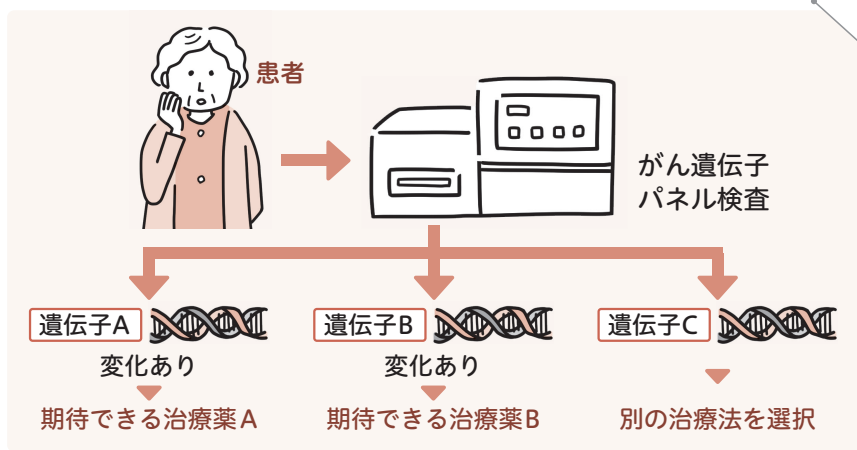 患者
がん遺伝子
パネル検査
遺伝子A
変化あり
期待できる治療薬A
遺伝子B
変化あり
期待できる治療薬B
遺伝子C
別の治療法を選択